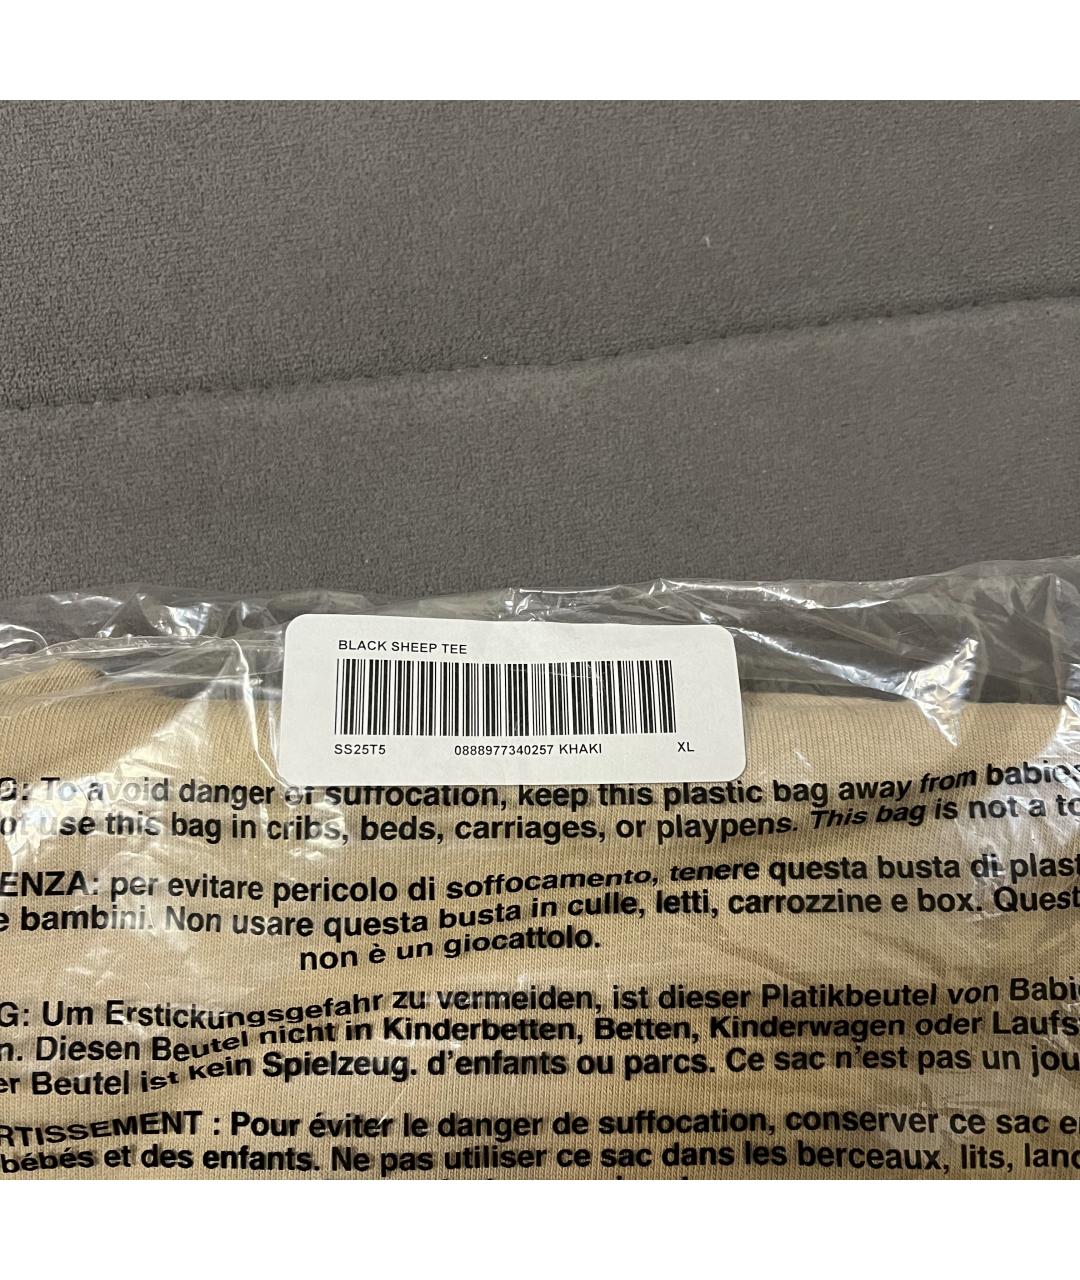 BLACK SHEEP TEE
SS25T5 0888977340257 KHAKI XL
G: To avoid danger of suffocation, keep this plastic bag away from babies
ot use this bag in cribs, beds, carriages, or playpens. This bag is not a to
ENZA: per evitare pericolo di soffocamento, tenere questa busta di plast
e bambini. Non usare questa busta in culle, letti, carrozzine e box. Quest
non è un giocattolo.
G: Um Erstickungsgefahr zu vermeiden, ist dieser Platikbeutel von Babi
n. Diesen Beutel nicht in Kinderbetten, Betten, Kinderwagen oder Laufs
er Beutel ist kein Spielzeug. d'enfants ou parcs. Ce sac n'est pas un jou
RTISSEMENT : Pour éviter le danger de suffocation, conserver ce sac e
bébés et des enfants. Ne pas utiliser ce sac dans les berceaux, lits, land